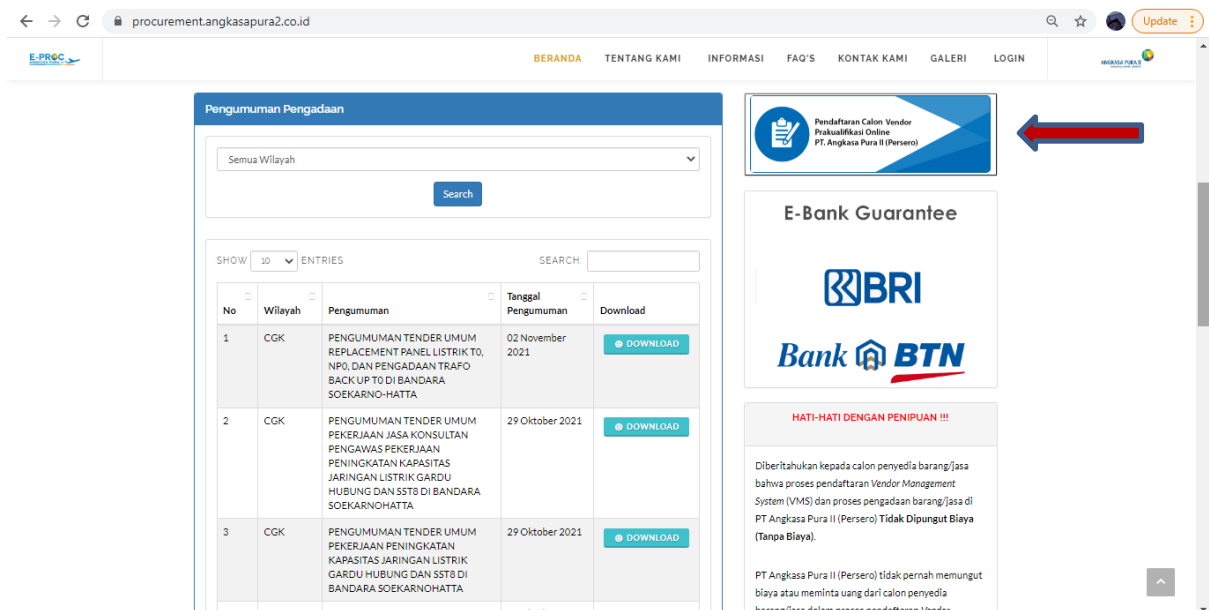 procurement.angkasapura2.co.id
Update
E-PROC
BERANDA TENTANG KAMI INFORMASI FAQ'S KONTAK KAMI GALERI LOGIN
ANGKASA PURA II
Pengumuman Pengadaan
Semua Wilayah
Search
SHOW 10 ENTRIES SEARCH:
No Wilayah Pengumuman Tanggal Pengumuman Download
1 CGK PENGUMUMAN TENDER UMUM
REPLACEMENT PANEL LISTRIK T0,
NP0, DAN PENGADAAN TRAFO
BACK UP T0 DI BANDARA
SOEKARNO-HATTA
02 November
2021
DOWNLOAD
2 CGK PENGUMUMAN TENDER UMUM
PEKERJAAN JASA KONSULTAN
PENGAWAS PEKERJAAN
PENINGKATAN KAPASITAS
JARINGAN LISTRIK GARDU
HUBUNG DAN SST8 DI BANDARA
SOEKARNOHATTA
29 Oktober 2021
DOWNLOAD
3 CGK PENGUMUMAN TENDER UMUM
PEKERJAAN PENINGKATAN
KAPASITAS JARINGAN LISTRIK
GARDU HUBUNG DAN SST8 DI
BANDARA SOEKARNOHATTA
29 Oktober 2021
DOWNLOAD
Pendaftaran Calon Vendor
Prakualifikasi Online
PT. Angkasa Pura II (Persero)
E-Bank Guarantee
BRI
Bank BTN
HATI-HATI DENGAN PENIPUAN !!!
Diberitahukan kepada calon penyedia barang/jasa
bahwa proses pendaftaran Vendor Management
System (VMS) dan proses pengadaan barang/jasa di
PT Angkasa Pura II (Persero) Tidak Dipungut Biaya
(Tanpa Biaya).
PT Angkasa Pura II (Persero) tidak pernah memungut
biaya atau meminta uang dari calon penyedia
barang/jasa dalam proses pendaftaran Vendor